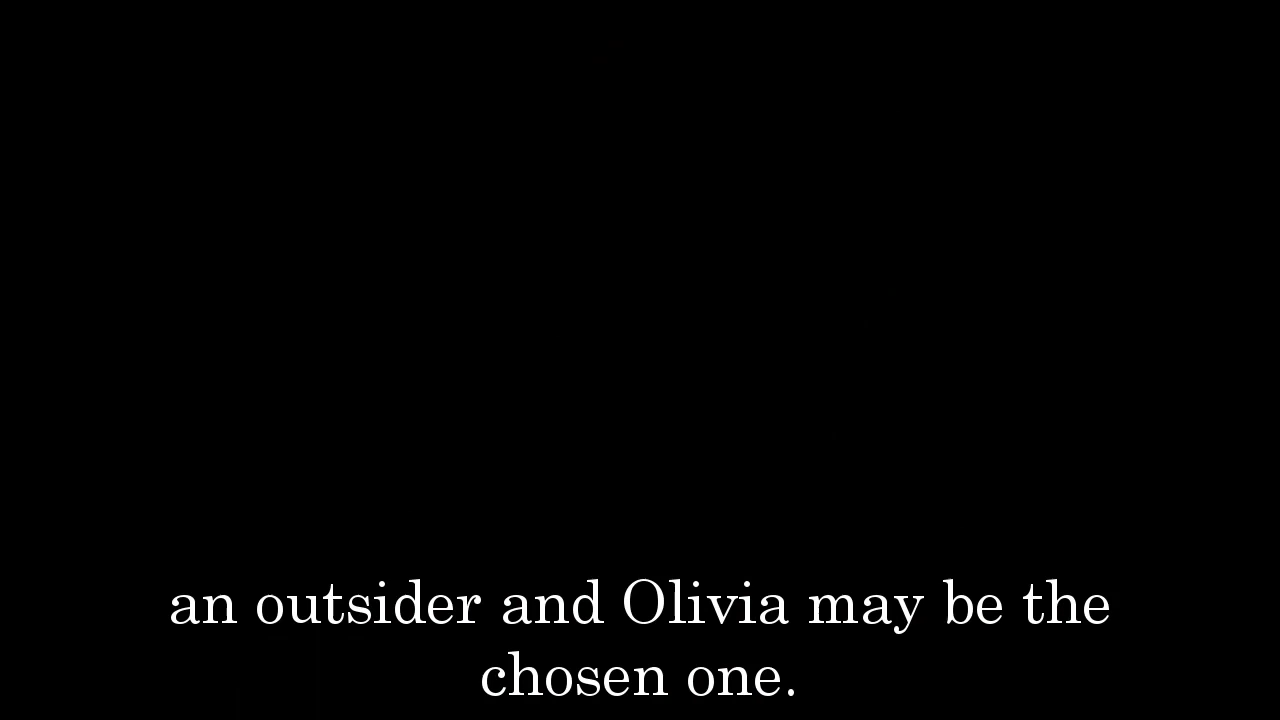 an outsider and Olivia may be the
chosen one.